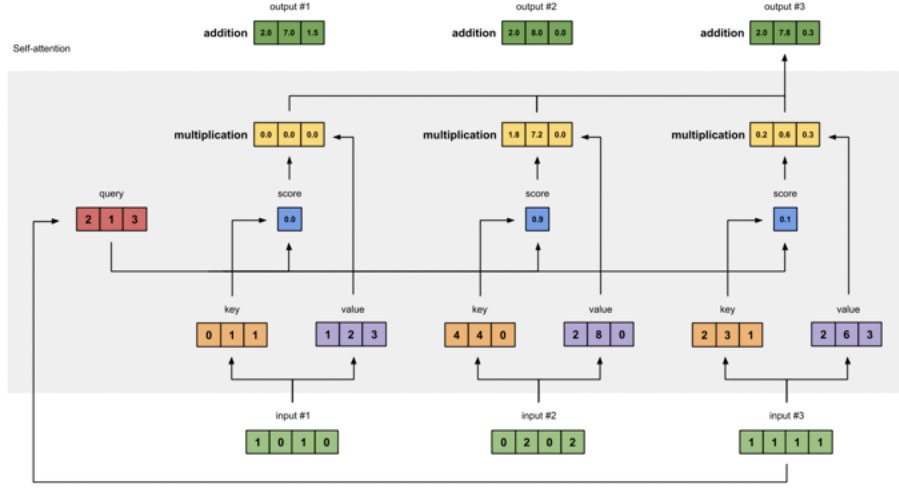 output #1 output #2 output #3
addition 2.0 7.0 1.5 addition 2.0 8.0 0.0 addition 2.0 7.8 0.3
Self-attention
multiplication 0.0 0.0 0.0 multiplication 1.8 7.2 0.0 multiplication 0.2 0.6 0.3
query score score score
2 1 3 0.0 0.9 0.1
key value key value key value
0 1 1 1 2 3 4 4 0 2 8 0 2 3 1 2 6 3
input #1 input #2 input #3
1 0 1 0 0 2 0 2 1 1 1 1